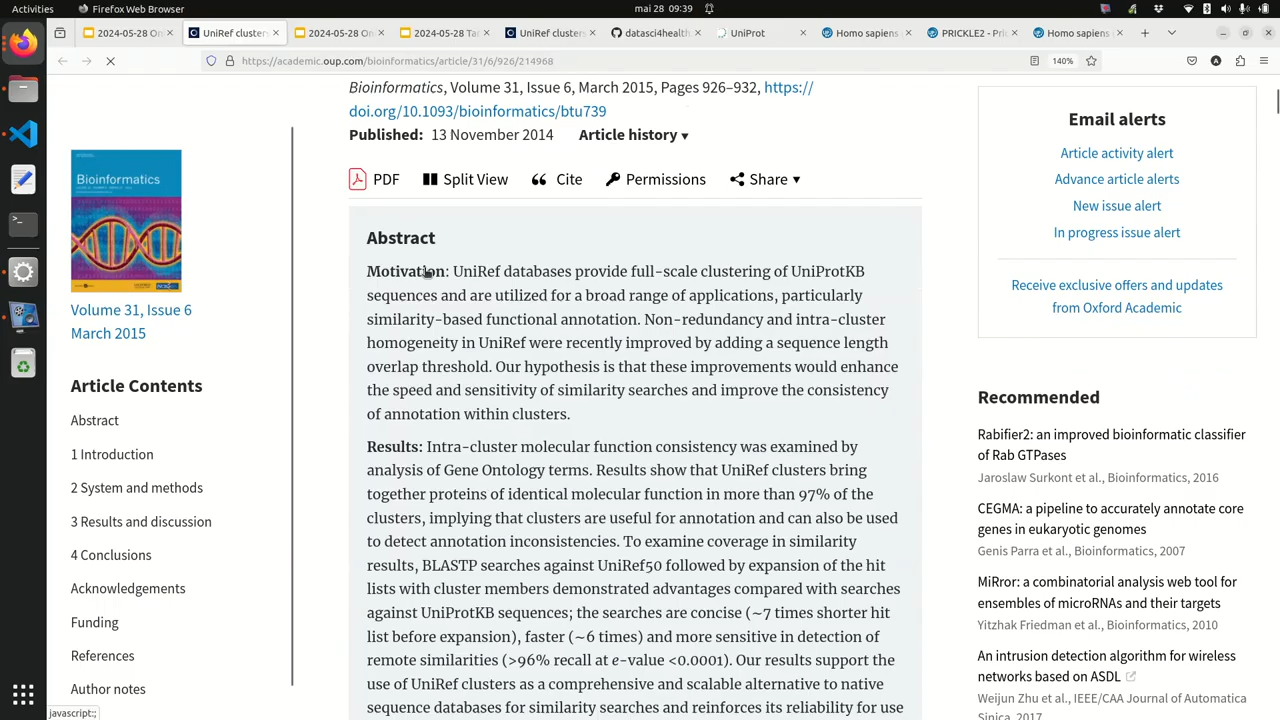 Activities
Firefox Web Browser
mai 28 09:39
2024-05-28 On
UniRef clusters
2024-05-28 On
2024-05-28 Ta
UniRef clusters
datasci4health
UniProt
Homo sapiens
PRICKLE2 - Pri
Homo sapiens
https://academic.oup.com/bioinformatics/article/31/6/926/214968
140%
Bioinformatics, Volume 31, Issue 6, March 2015, Pages 926–932, https://
doi.org/10.1093/bioinformatics/btu739
Published: 13 November 2014 Article history
PDF Split View Cite Permissions Share
Bioinformatics
Volume 31, Issue 6
March 2015
Article Contents
Abstract
1 Introduction
2 System and methods
3 Results and discussion
4 Conclusions
Acknowledgements
Funding
References
Author notes
Abstract
Motivation: UniRef databases provide full-scale clustering of UniProtKB
sequences and are utilized for a broad range of applications, particularly
similarity-based functional annotation. Non-redundancy and intra-cluster
homogeneity in UniRef were recently improved by adding a sequence length
overlap threshold. Our hypothesis is that these improvements would enhance
the speed and sensitivity of similarity searches and improve the consistency
of annotation within clusters.
Results: Intra-cluster molecular function consistency was examined by
analysis of Gene Ontology terms. Results show that UniRef clusters bring
together proteins of identical molecular function in more than 97% of the
clusters, implying that clusters are useful for annotation and can also be used
to detect annotation inconsistencies. To examine coverage in similarity
results, BLASTP searches against UniRef50 followed by expansion of the hit
lists with cluster members demonstrated advantages compared with searches
against UniProtKB sequences; the searches are concise (∼7 times shorter hit
list before expansion), faster (∼6 times) and more sensitive in detection of
remote similarities (>96% recall at e-value <0.0001). Our results support the
use of UniRef clusters as a comprehensive and scalable alternative to native
sequence databases for similarity searches and reinforces its reliability for use
Email alerts
Article activity alert
Advance article alerts
New issue alert
In progress issue alert
Receive exclusive offers and updates
from Oxford Academic
Recommended
Rabifier2: an improved bioinformatic classifier
of Rab GTPases
Jaroslaw Surkont et al., Bioinformatics, 2016
CEGMA: a pipeline to accurately annotate core
genes in eukaryotic genomes
Genis Parra et al., Bioinformatics, 2007
MiRror: a combinatorial analysis web tool for
ensembles of microRNAs and their targets
Yitzhak Friedman et al., Bioinformatics, 2010
An intrusion detection algorithm for wireless
networks based on ASDL
Weijun Zhu et al., IEEE/CAA Journal of Automatica
Sinica, 2017
javascript:;